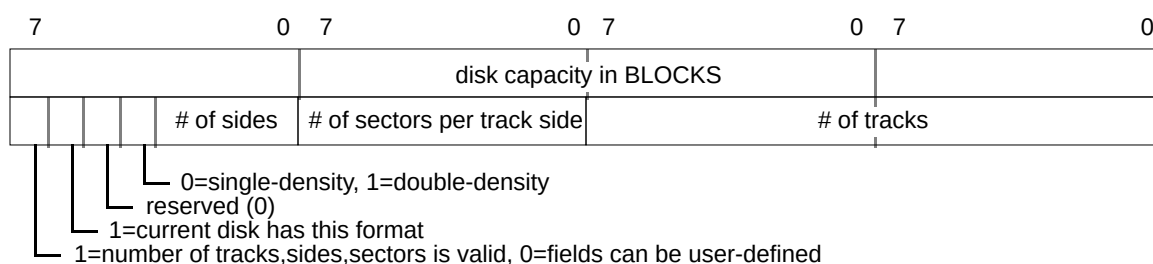 7 0 7 0 7 0 7 0
disk capacity in BLOCKS
# of sides # of sectors per track side # of tracks
0=single-density, 1=double-density
reserved (0)
1=current disk has this format
1=number of tracks,sides,sectors is valid, 0=fields can be user-defined